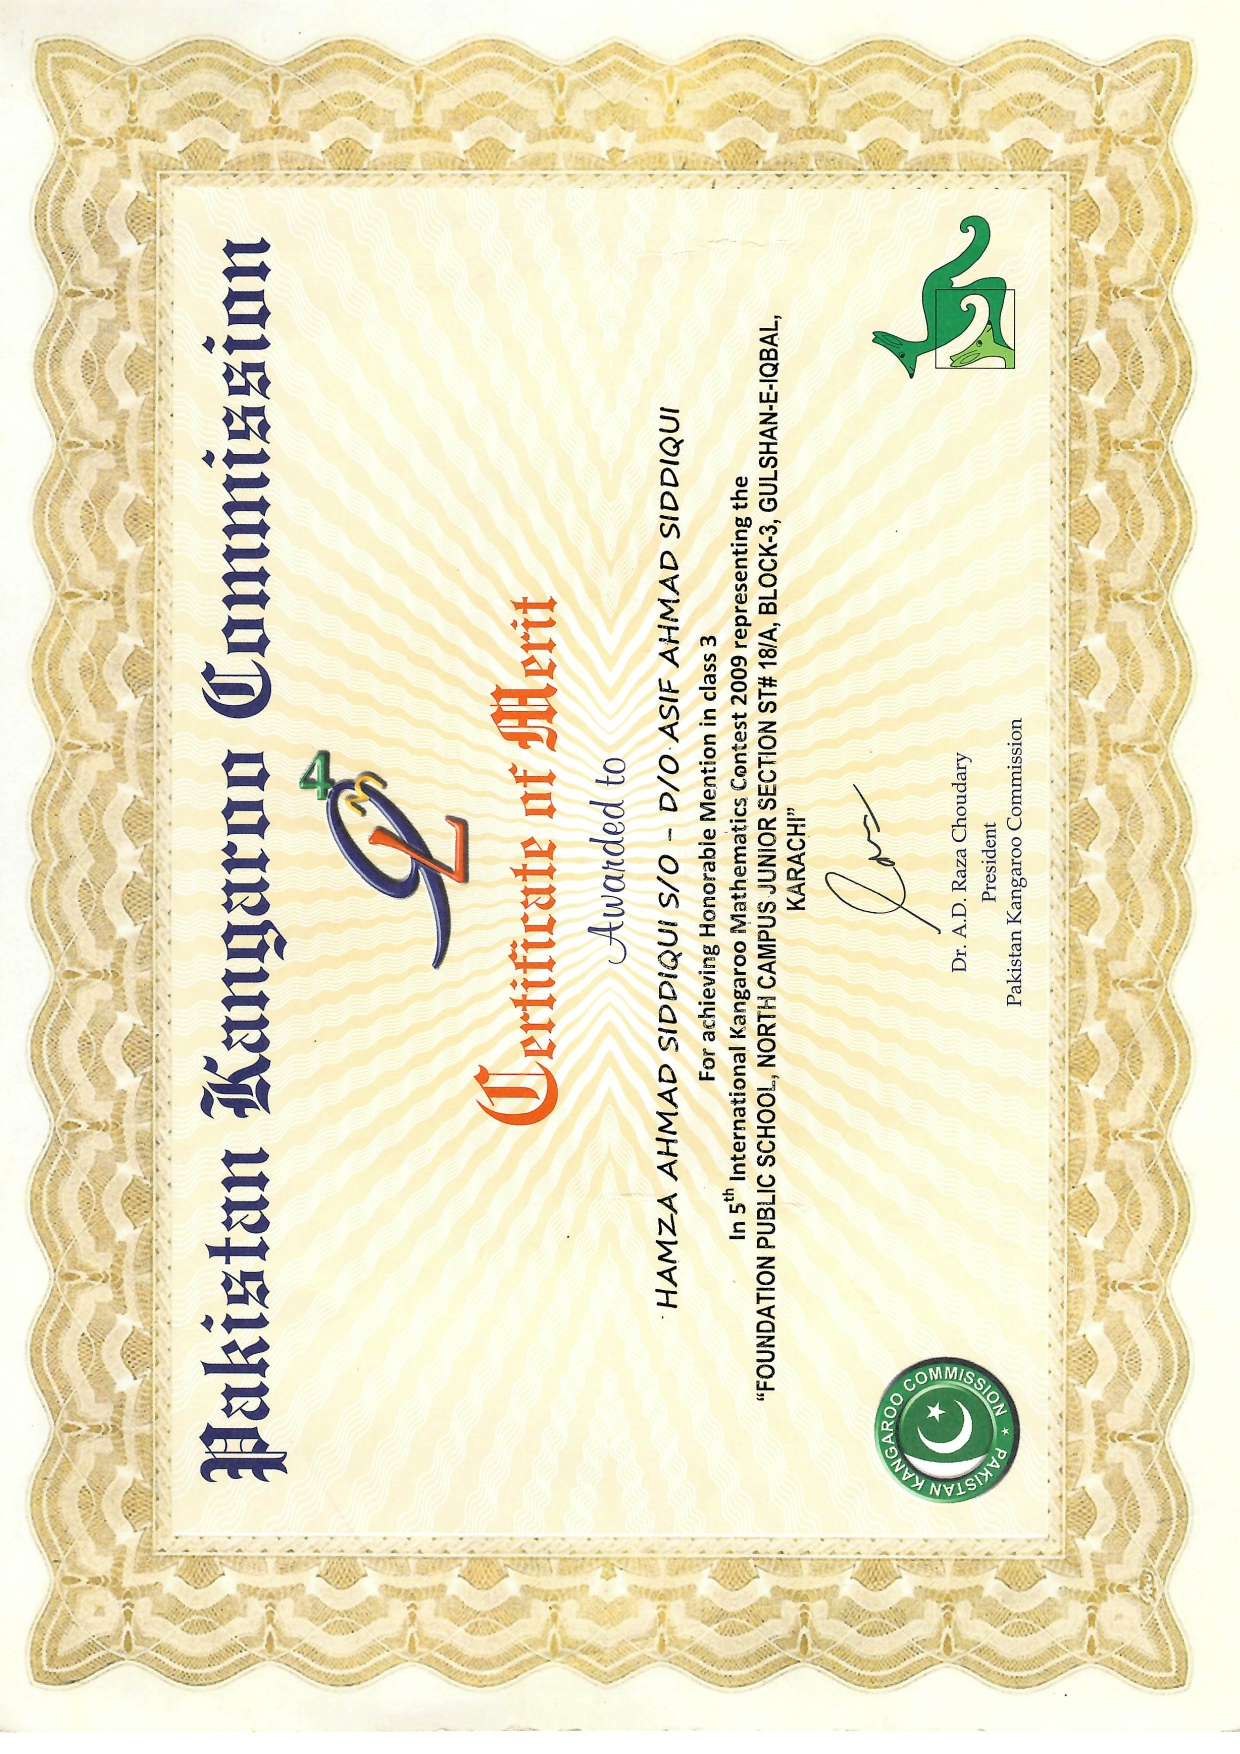 Pakistan Kangaroo Commission
Certificate of Merit
Awarded to
HAMZA AHMAD SIDDIQUI S/O - D/O ASIF AHMAD SIDDIQUI
For achieving Honorable Mention in class 3
In 5th International Kangaroo Mathematics Contest 2009 representing the
“FOUNDATION PUBLIC SCHOOL, NORTH CAMPUS JUNIOR SECTION ST# 18/A, BLOCK-3, GULSHAN-E-IQBAL,
KARACHI”
Dr. A.D. Raza Choudary
President
Pakistan Kangaroo Commission
PAKISTAN KANGAROO COMMISSION